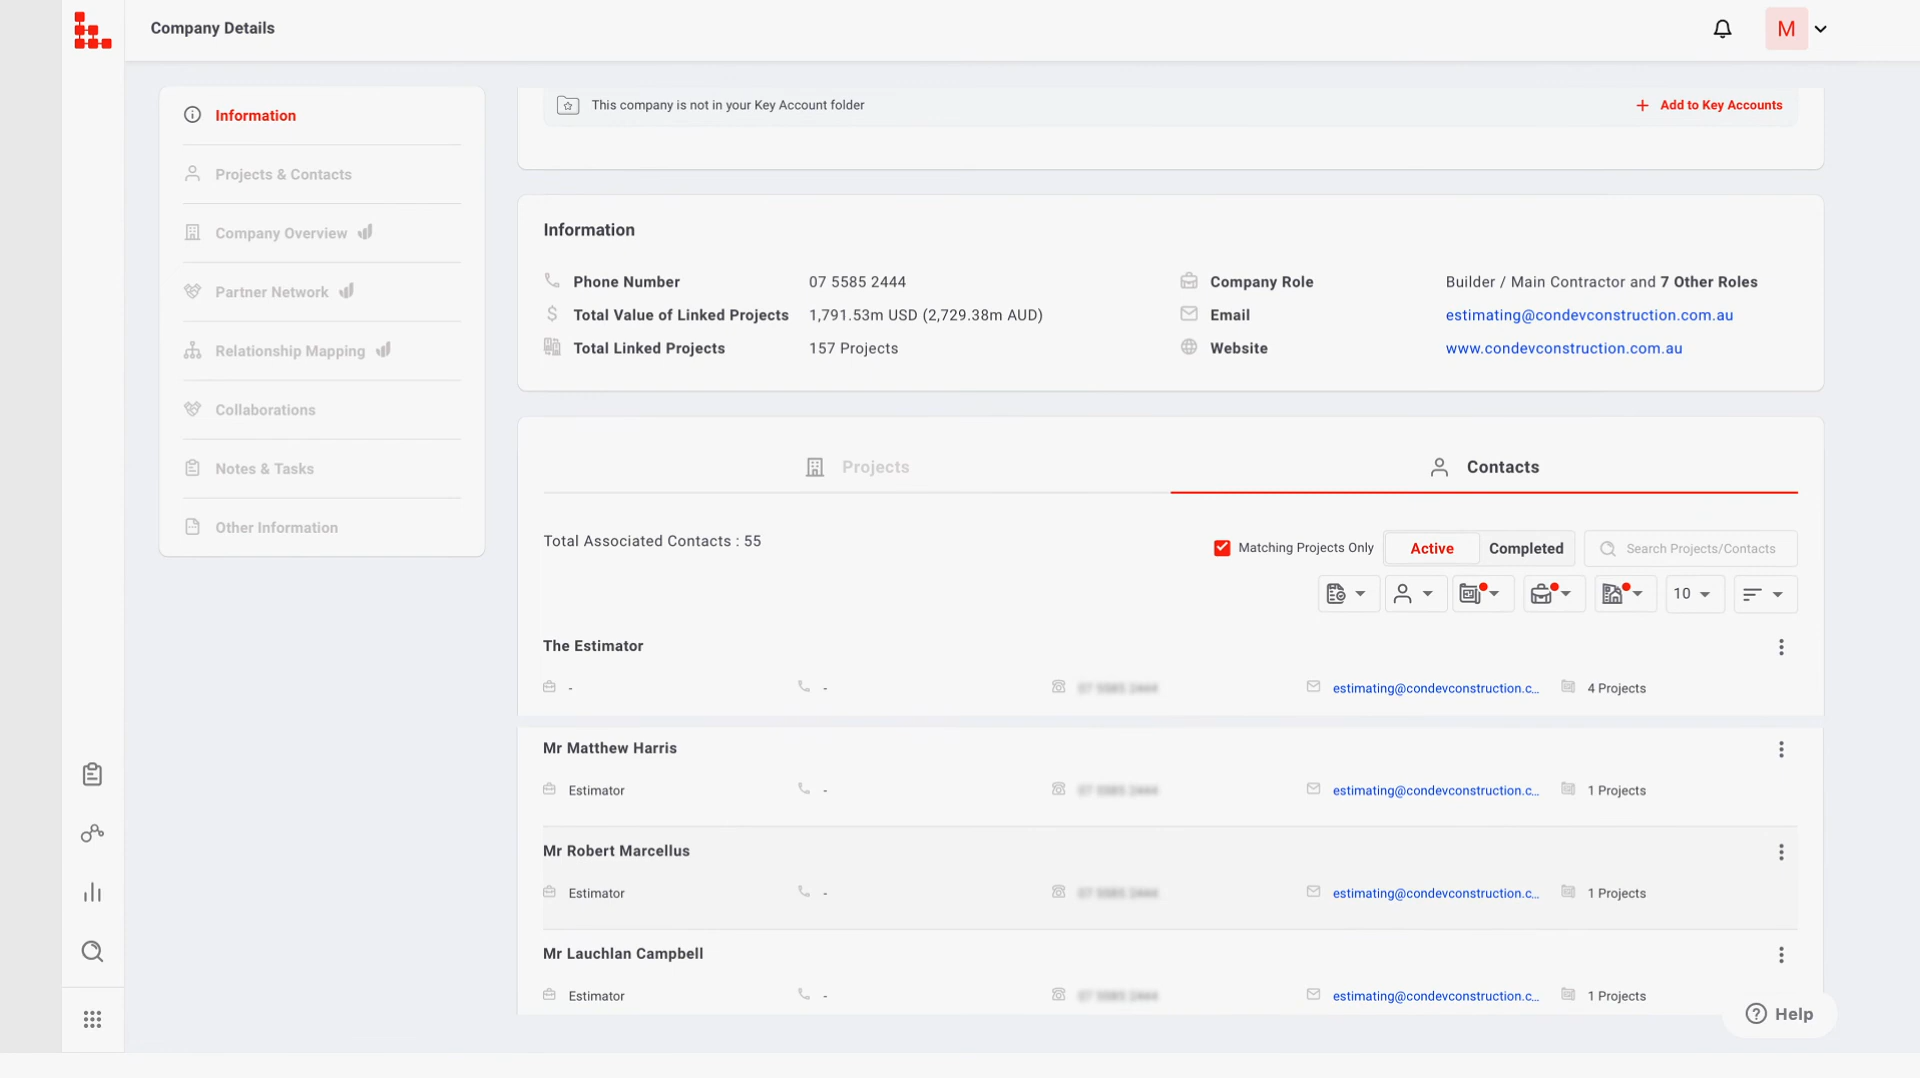 Company Details
M
Information
Projects & Contacts
Company Overview
Partner Network
Relationship Mapping
Collaborations
Notes & Tasks
Other Information
This company is not in your Key Account folder
+ Add to Key Accounts
Information
Phone Number 07 5585 2444
Company Role Builder / Main Contractor and 7 Other Roles
Total Value of Linked Projects 1,791.53m USD (2,729.38m AUD)
Email estimating@condevconstruction.com.au
Total Linked Projects 157 Projects
Website www.condevconstruction.com.au
Projects
Contacts
Total Associated Contacts : 55
Matching Projects Only
Active
Completed
Search Projects/Contacts
10
The Estimator
- - estimating@condevconstruction.c... 4 Projects
Mr Matthew Harris
Estimator - estimating@condevconstruction.c... 1 Projects
Mr Robert Marcellus
Estimator - estimating@condevconstruction.c... 1 Projects
Mr Lauchlan Campbell
Estimator - estimating@condevconstruction.c... 1 Projects
Help